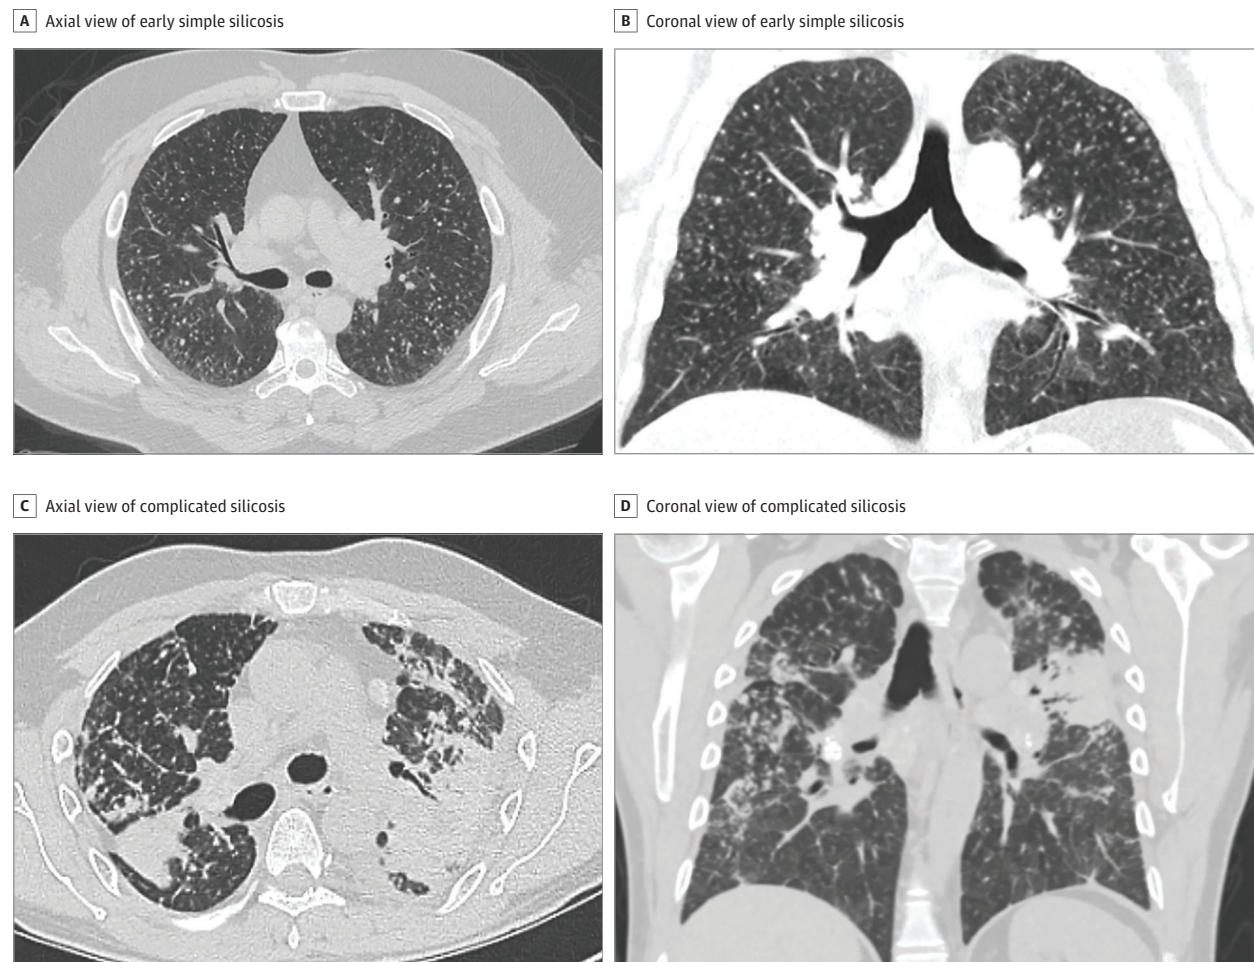 A Axial view of early simple silicosis
B Coronal view of early simple silicosis
C Axial view of complicated silicosis
D Coronal view of complicated silicosis